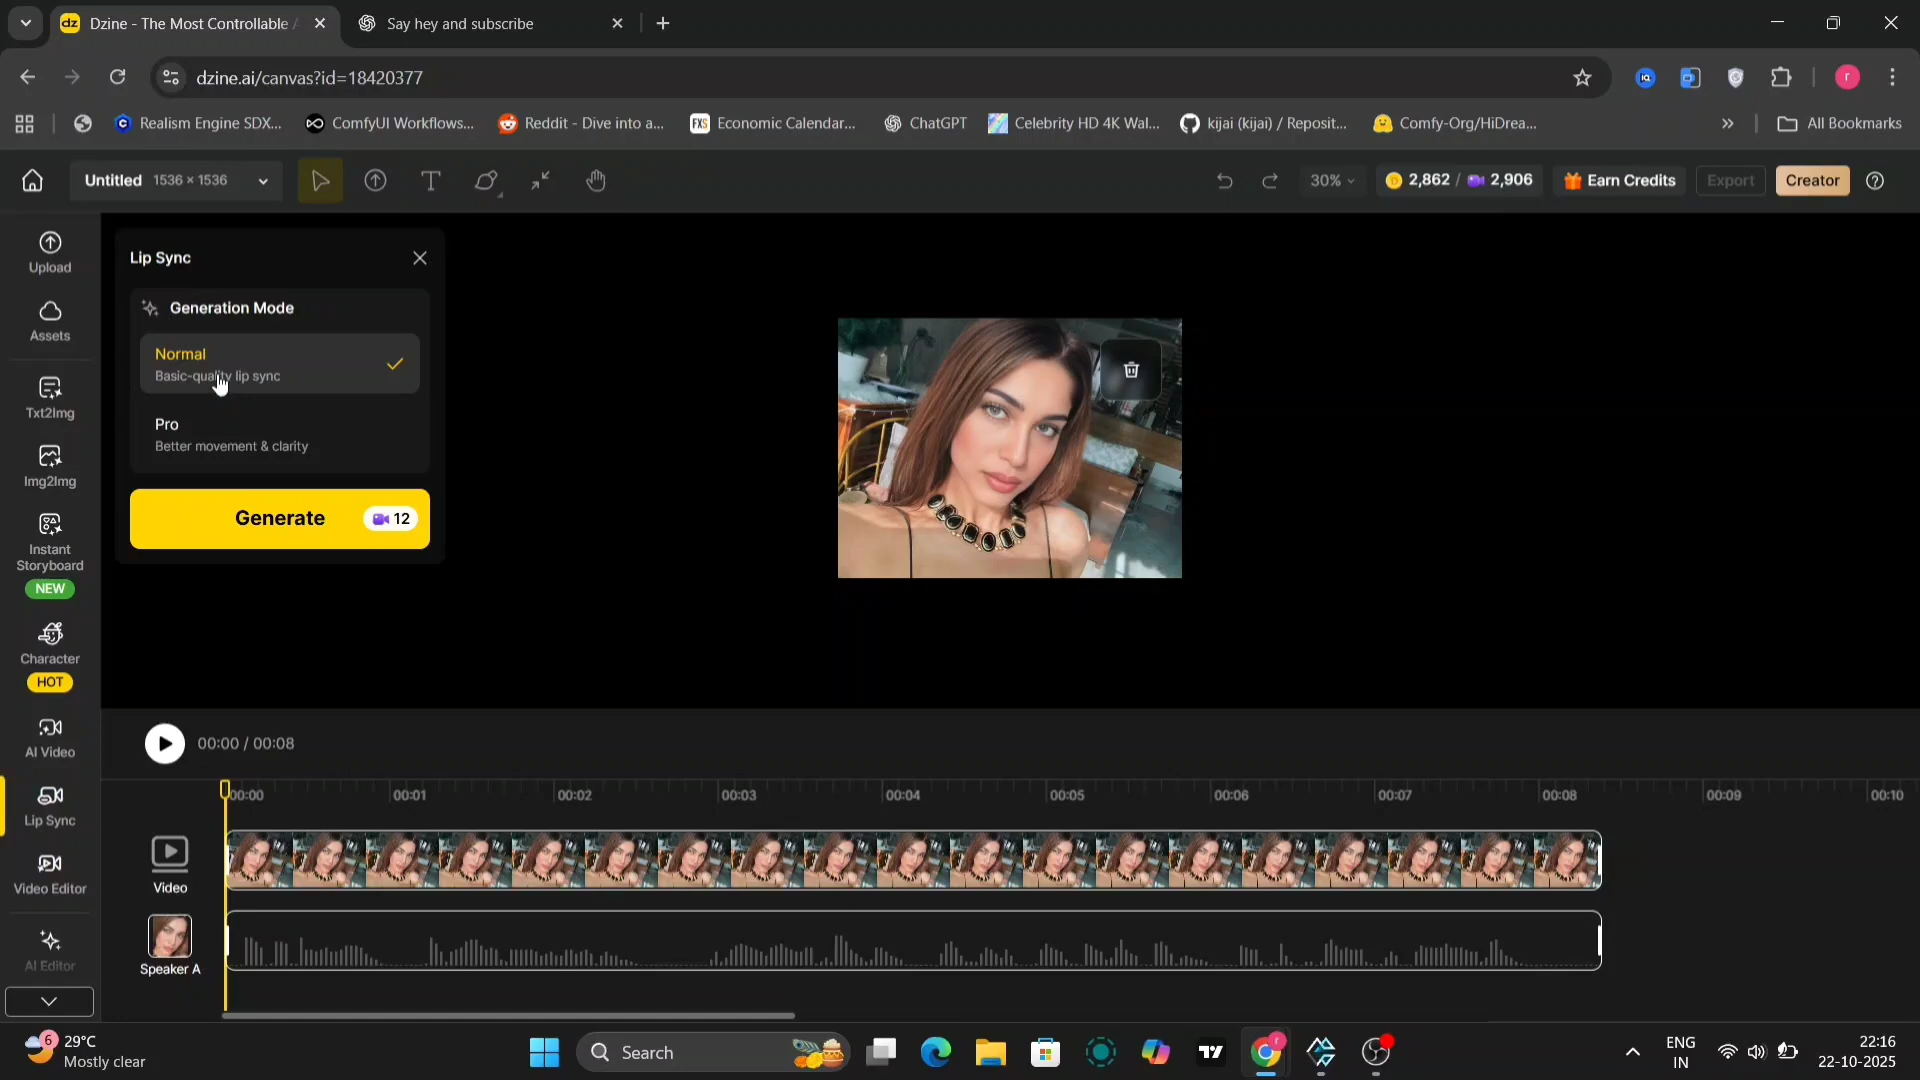 dz Dzine - The Most Controllable A
Say hey and subscribe
dzine.ai/canvas?id=18420377
r
Realism Engine SDX...
ComfyUI Workflows...
Reddit - Dive into a...
FXS Economic Calendar...
ChatGPT
Celebrity HD 4K Wal...
kijai (kijai) / Reposit...
Comfy-Org/HiDrea...
All Bookmarks
Untitled 1536 × 1536
30%
2,862 / 2,906
Earn Credits
Export
Creator
Upload
Assets
Txt2Img
Img2Img
Instant
Storyboard
NEW
Character
HOT
AI Video
Lip Sync
Video Editor
AI Editor
Lip Sync
Generation Mode
Normal
Basic-quality lip sync
Pro
Better movement & clarity
Generate 12
00:00 / 00:08
00:00 00:01 00:02 00:03 00:04 00:05 00:06 00:07 00:08 00:09 00:10
Video
Speaker A
6
29°C
Mostly clear
Search
r
ENG
IN
22:16
22-10-2025